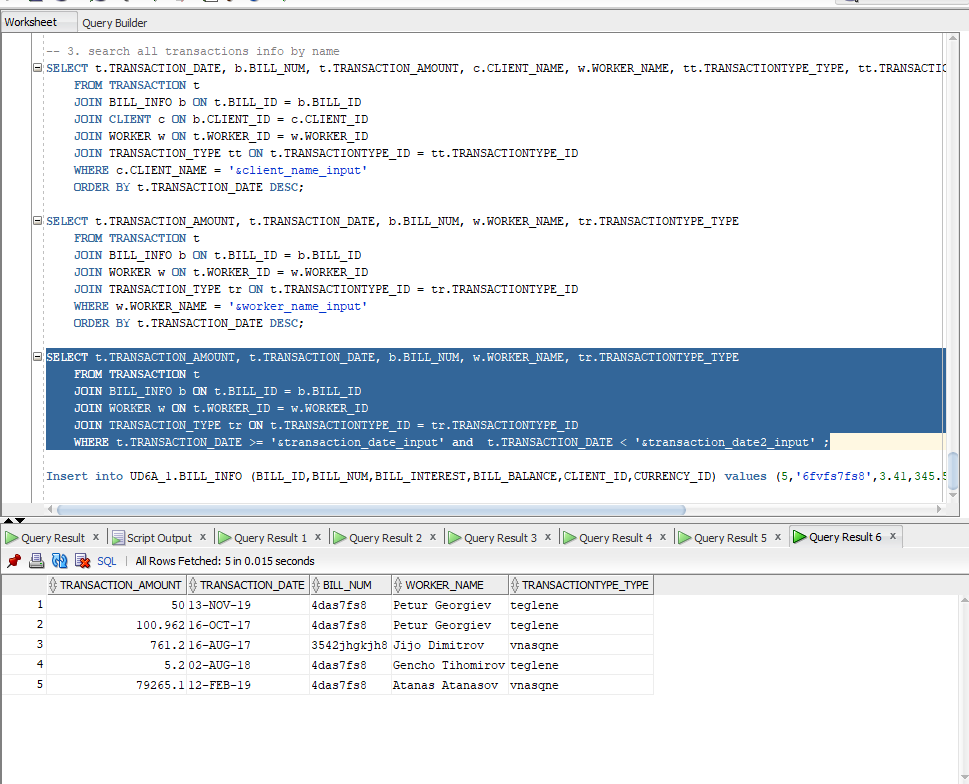 Worksheet Query Builder
-- 3. search all transactions info by name
SELECT t.TRANSACTION_DATE, b.BILL_NUM, t.TRANSACTION_AMOUNT, c.CLIENT_NAME, w.WORKER_NAME, tt.TRANSACTIONTYPE_TYPE, tt.TRANSACTIO
FROM TRANSACTION t
JOIN BILL_INFO b ON t.BILL_ID = b.BILL_ID
JOIN CLIENT c ON b.CLIENT_ID = c.CLIENT_ID
JOIN WORKER w ON t.WORKER_ID = w.WORKER_ID
JOIN TRANSACTION_TYPE tt ON t.TRANSACTIONTYPE_ID = tt.TRANSACTIONTYPE_ID
WHERE c.CLIENT_NAME = '&client_name_input'
ORDER BY t.TRANSACTION_DATE DESC;
SELECT t.TRANSACTION_AMOUNT, t.TRANSACTION_DATE, b.BILL_NUM, w.WORKER_NAME, tr.TRANSACTIONTYPE_TYPE
FROM TRANSACTION t
JOIN BILL_INFO b ON t.BILL_ID = b.BILL_ID
JOIN WORKER w ON t.WORKER_ID = w.WORKER_ID
JOIN TRANSACTION_TYPE tr ON t.TRANSACTIONTYPE_ID = tr.TRANSACTIONTYPE_ID
WHERE w.WORKER_NAME = '&worker_name_input'
ORDER BY t.TRANSACTION_DATE DESC;
SELECT t.TRANSACTION_AMOUNT, t.TRANSACTION_DATE, b.BILL_NUM, w.WORKER_NAME, tr.TRANSACTIONTYPE_TYPE
FROM TRANSACTION t
JOIN BILL_INFO b ON t.BILL_ID = b.BILL_ID
JOIN WORKER w ON t.WORKER_ID = w.WORKER_ID
JOIN TRANSACTION_TYPE tr ON t.TRANSACTIONTYPE_ID = tr.TRANSACTIONTYPE_ID
WHERE t.TRANSACTION_DATE >= '&transaction_date_input' and t.TRANSACTION_DATE < '&transaction_date2_input' ;
Insert into UD6A_1.BILL_INFO (BILL_ID,BILL_NUM,BILL_INTEREST,BILL_BALANCE,CLIENT_ID,CURRENCY_ID) values (5,'6fvfs7fs8',3.41,345.5
Query Result x Script Output x Query Result 1 x Query Result 2 x Query Result 3 x Query Result 4 x Query Result 5 x Query Result 6 x
SQL | All Rows Fetched: 5 in 0.015 seconds
TRANSACTION_AMOUNT TRANSACTION_DATE BILL_NUM WORKER_NAME TRANSACTIONTYPE_TYPE
1 50 13-NOV-19 4das7fs8 Petur Georgiev teglene
2 100.962 16-OCT-17 4das7fs8 Petur Georgiev teglene
3 761.2 16-AUG-17 3542jhgkjh8 Jijo Dimitrov vnasqne
4 5.2 02-AUG-18 4das7fs8 Gencho Tihomirov teglene
5 79265.1 12-FEB-19 4das7fs8 Atanas Atanasov vnasqne